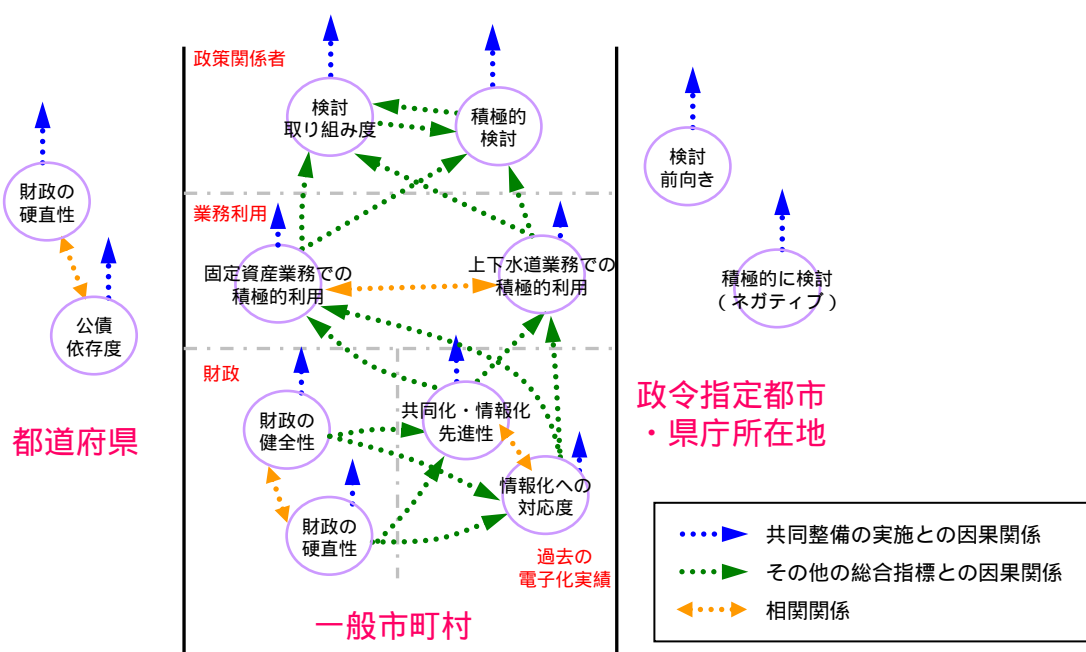 財政の
硬直性
公債
依存度
都道府県
政策関係者
検討
取り組み度
積極的
検討
業務利用
固定資産業務での
積極的利用
上下水道業務での
積極的利用
財政
財政の
健全性
共同化・情報化
先進性
財政の
硬直性
情報化への
対応度
過去の
電子化実績
一般市町村
検討
前向き
積極的に検討
（ネガティブ）
政令指定都市
・県庁所在地
共同整備の実施との因果関係
その他の総合指標との因果関係
相関関係